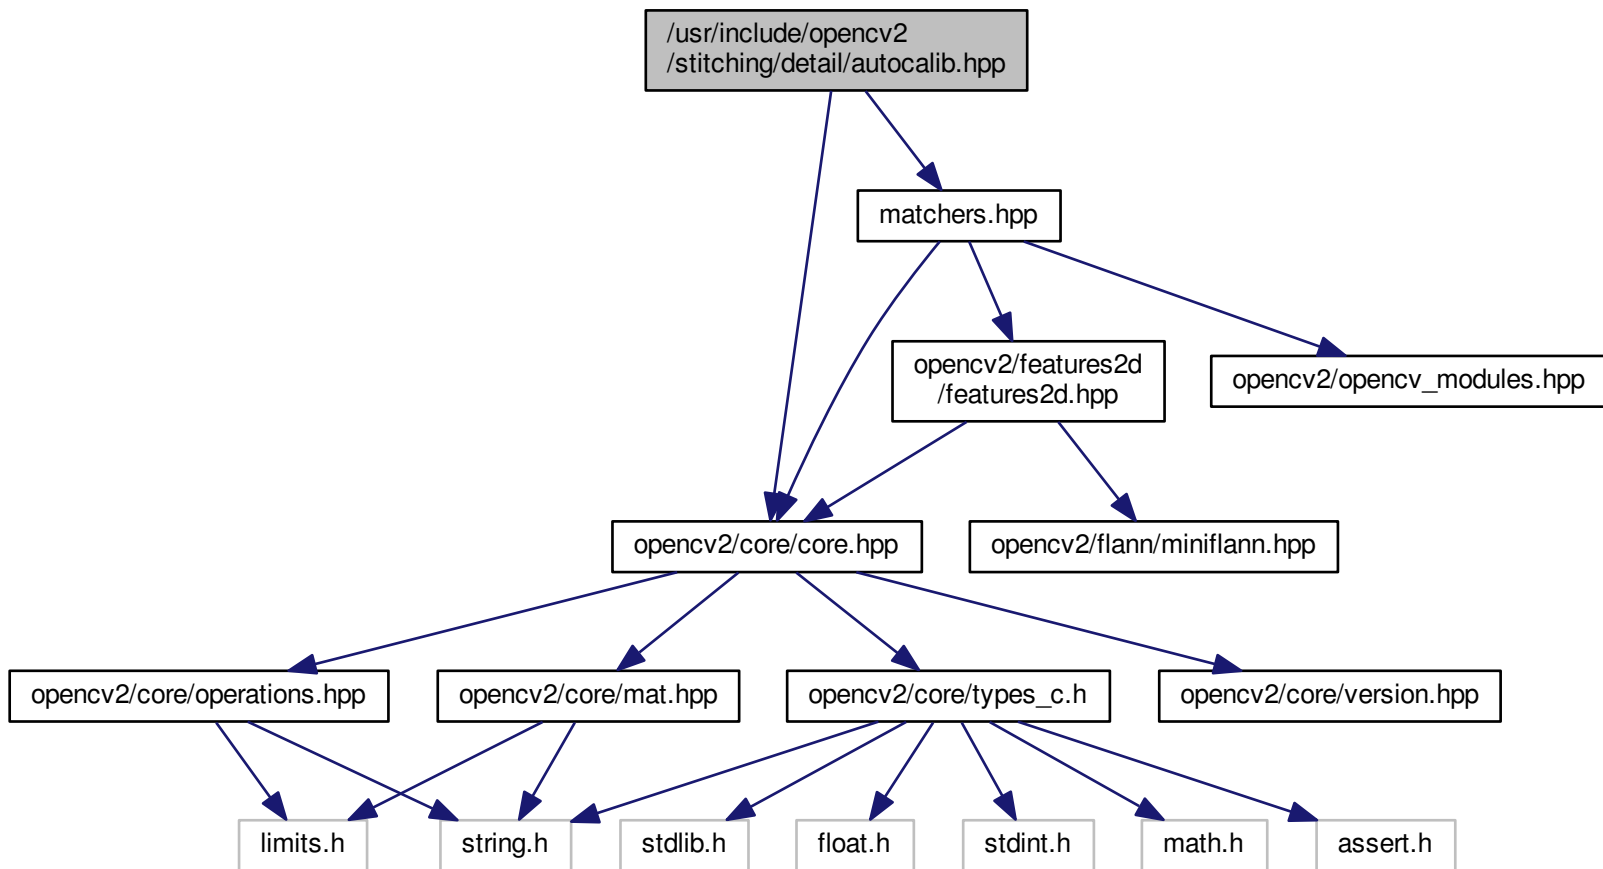 /usr/include/opencv2
/stitching/detail/autocalib.hpp
matchers.hpp
opencv2/features2d
/features2d.hpp
opencv2/opencv_modules.hpp
opencv2/core/core.hpp
opencv2/flann/miniflann.hpp
opencv2/core/operations.hpp
opencv2/core/mat.hpp
opencv2/core/types_c.h
opencv2/core/version.hpp
limits.h
string.h
stdlib.h
float.h
stdint.h
math.h
assert.h